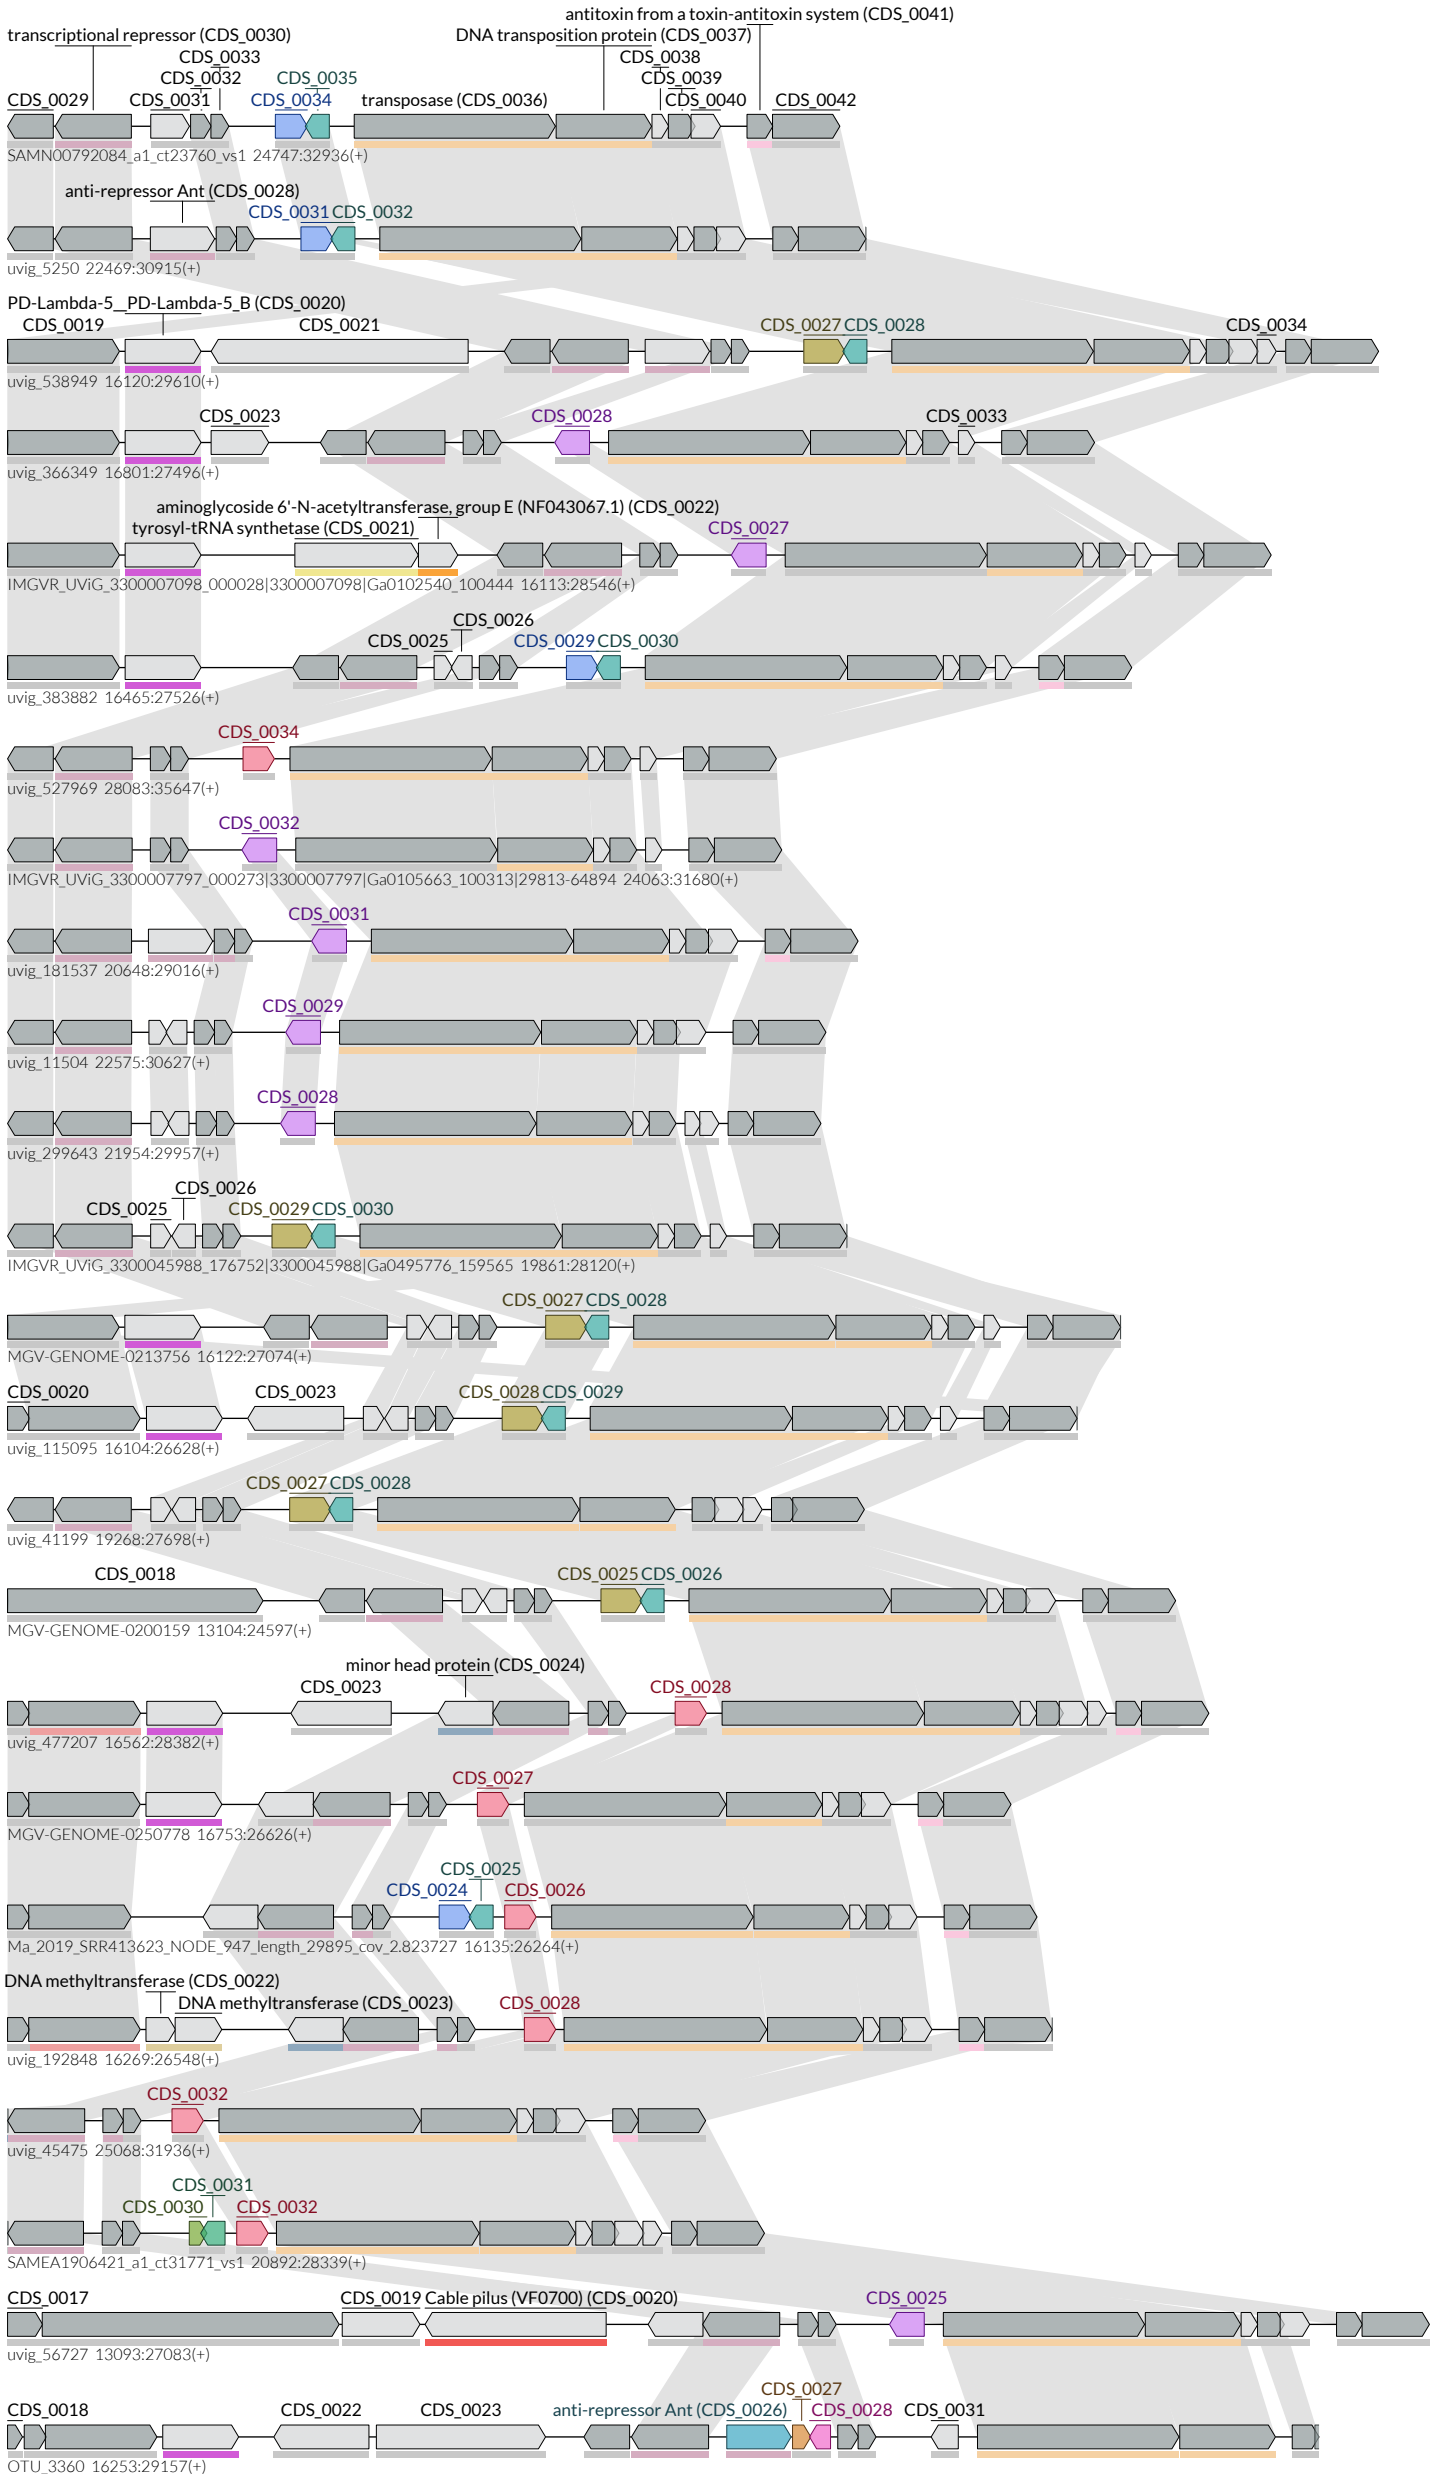 antitoxin from a toxin-antitoxin system (CDS_0041)
transcriptional repressor (CDS_0030) DNA transposition protein (CDS_0037)
CDS_0033 CDS_0038
CDS_0032 CDS_0035 CDS_0039
CDS_0029 CDS_0031 CDS_0034 transposase (CDS_0036) CDS_0040 CDS_0042
SAMN00792084_a1_ct23760_vs1 24747:32936(+)
anti-repressor Ant (CDS_0028)
CDS_0031 CDS_0032
uvig_5250 22469:30915(+)
PD-Lambda-5__PD-Lambda-5_B (CDS_0020)
CDS_0019 CDS_0021 CDS_0027 CDS_0028 CDS_0034
uvig_538949 16120:29610(+)
CDS_0023 CDS_0028 CDS_0033
uvig_366349 16801:27496(+)
aminoglycoside 6'-N-acetyltransferase, group E (NF043067.1) (CDS_0022)
tyrosyl-tRNA synthetase (CDS_0021) CDS_0027
IMGVR_UViG_3300007098_000028|3300007098|Ga0102540_100444 16113:28546(+)
CDS_0026
CDS_0025 CDS_0029 CDS_0030
uvig_383882 16465:27526(+)
CDS_0034
uvig_527969 28083:35647(+)
CDS_0032
IMGVR_UViG_3300007797_000273|3300007797|Ga0105663_100313|29813-64894 24063:31680(+)
CDS_0031
uvig_181537 20648:29016(+)
CDS_0029
uvig_11504 22575:30627(+)
CDS_0028
uvig_299643 21954:29957(+)
CDS_0026
CDS_0025 CDS_0029 CDS_0030
IMGVR_UViG_3300045988_176752|3300045988|Ga0495776_159565 19861:28120(+)
CDS_0027 CDS_0028
MGV-GENOME-0213756 16122:27074(+)
CDS_0020 CDS_0023 CDS_0028 CDS_0029
uvig_115095 16104:26628(+)
CDS_0027 CDS_0028
uvig_41199 19268:27698(+)
CDS_0018 CDS_0025 CDS_0026
MGV-GENOME-0200159 13104:24597(+)
minor head protein (CDS_0024)
CDS_0023 CDS_0028
uvig_477207 16562:28382(+)
CDS_0027
MGV-GENOME-0250778 16753:26626(+)
CDS_0025
CDS_0024 CDS_0026
Ma_2019_SRR413623_NODE_947_length_29895_cov_2.823727 16135:26264(+)
DNA methyltransferase (CDS_0022)
DNA methyltransferase (CDS_0023) CDS_0028
uvig_192848 16269:26548(+)
CDS_0032
uvig_45475 25068:31936(+)
CDS_0031
CDS_0030 CDS_0032
SAMEA1906421_a1_ct31771_vs1 20892:28339(+)
CDS_0017 CDS_0019 Cable pilus (VF0700) (CDS_0020) CDS_0025
uvig_56727 13093:27083(+)
CDS_0027
CDS_0018 CDS_0022 CDS_0023 anti-repressor Ant (CDS_0026) CDS_0028 CDS_0031
OTU_3360 16253:29157(+)